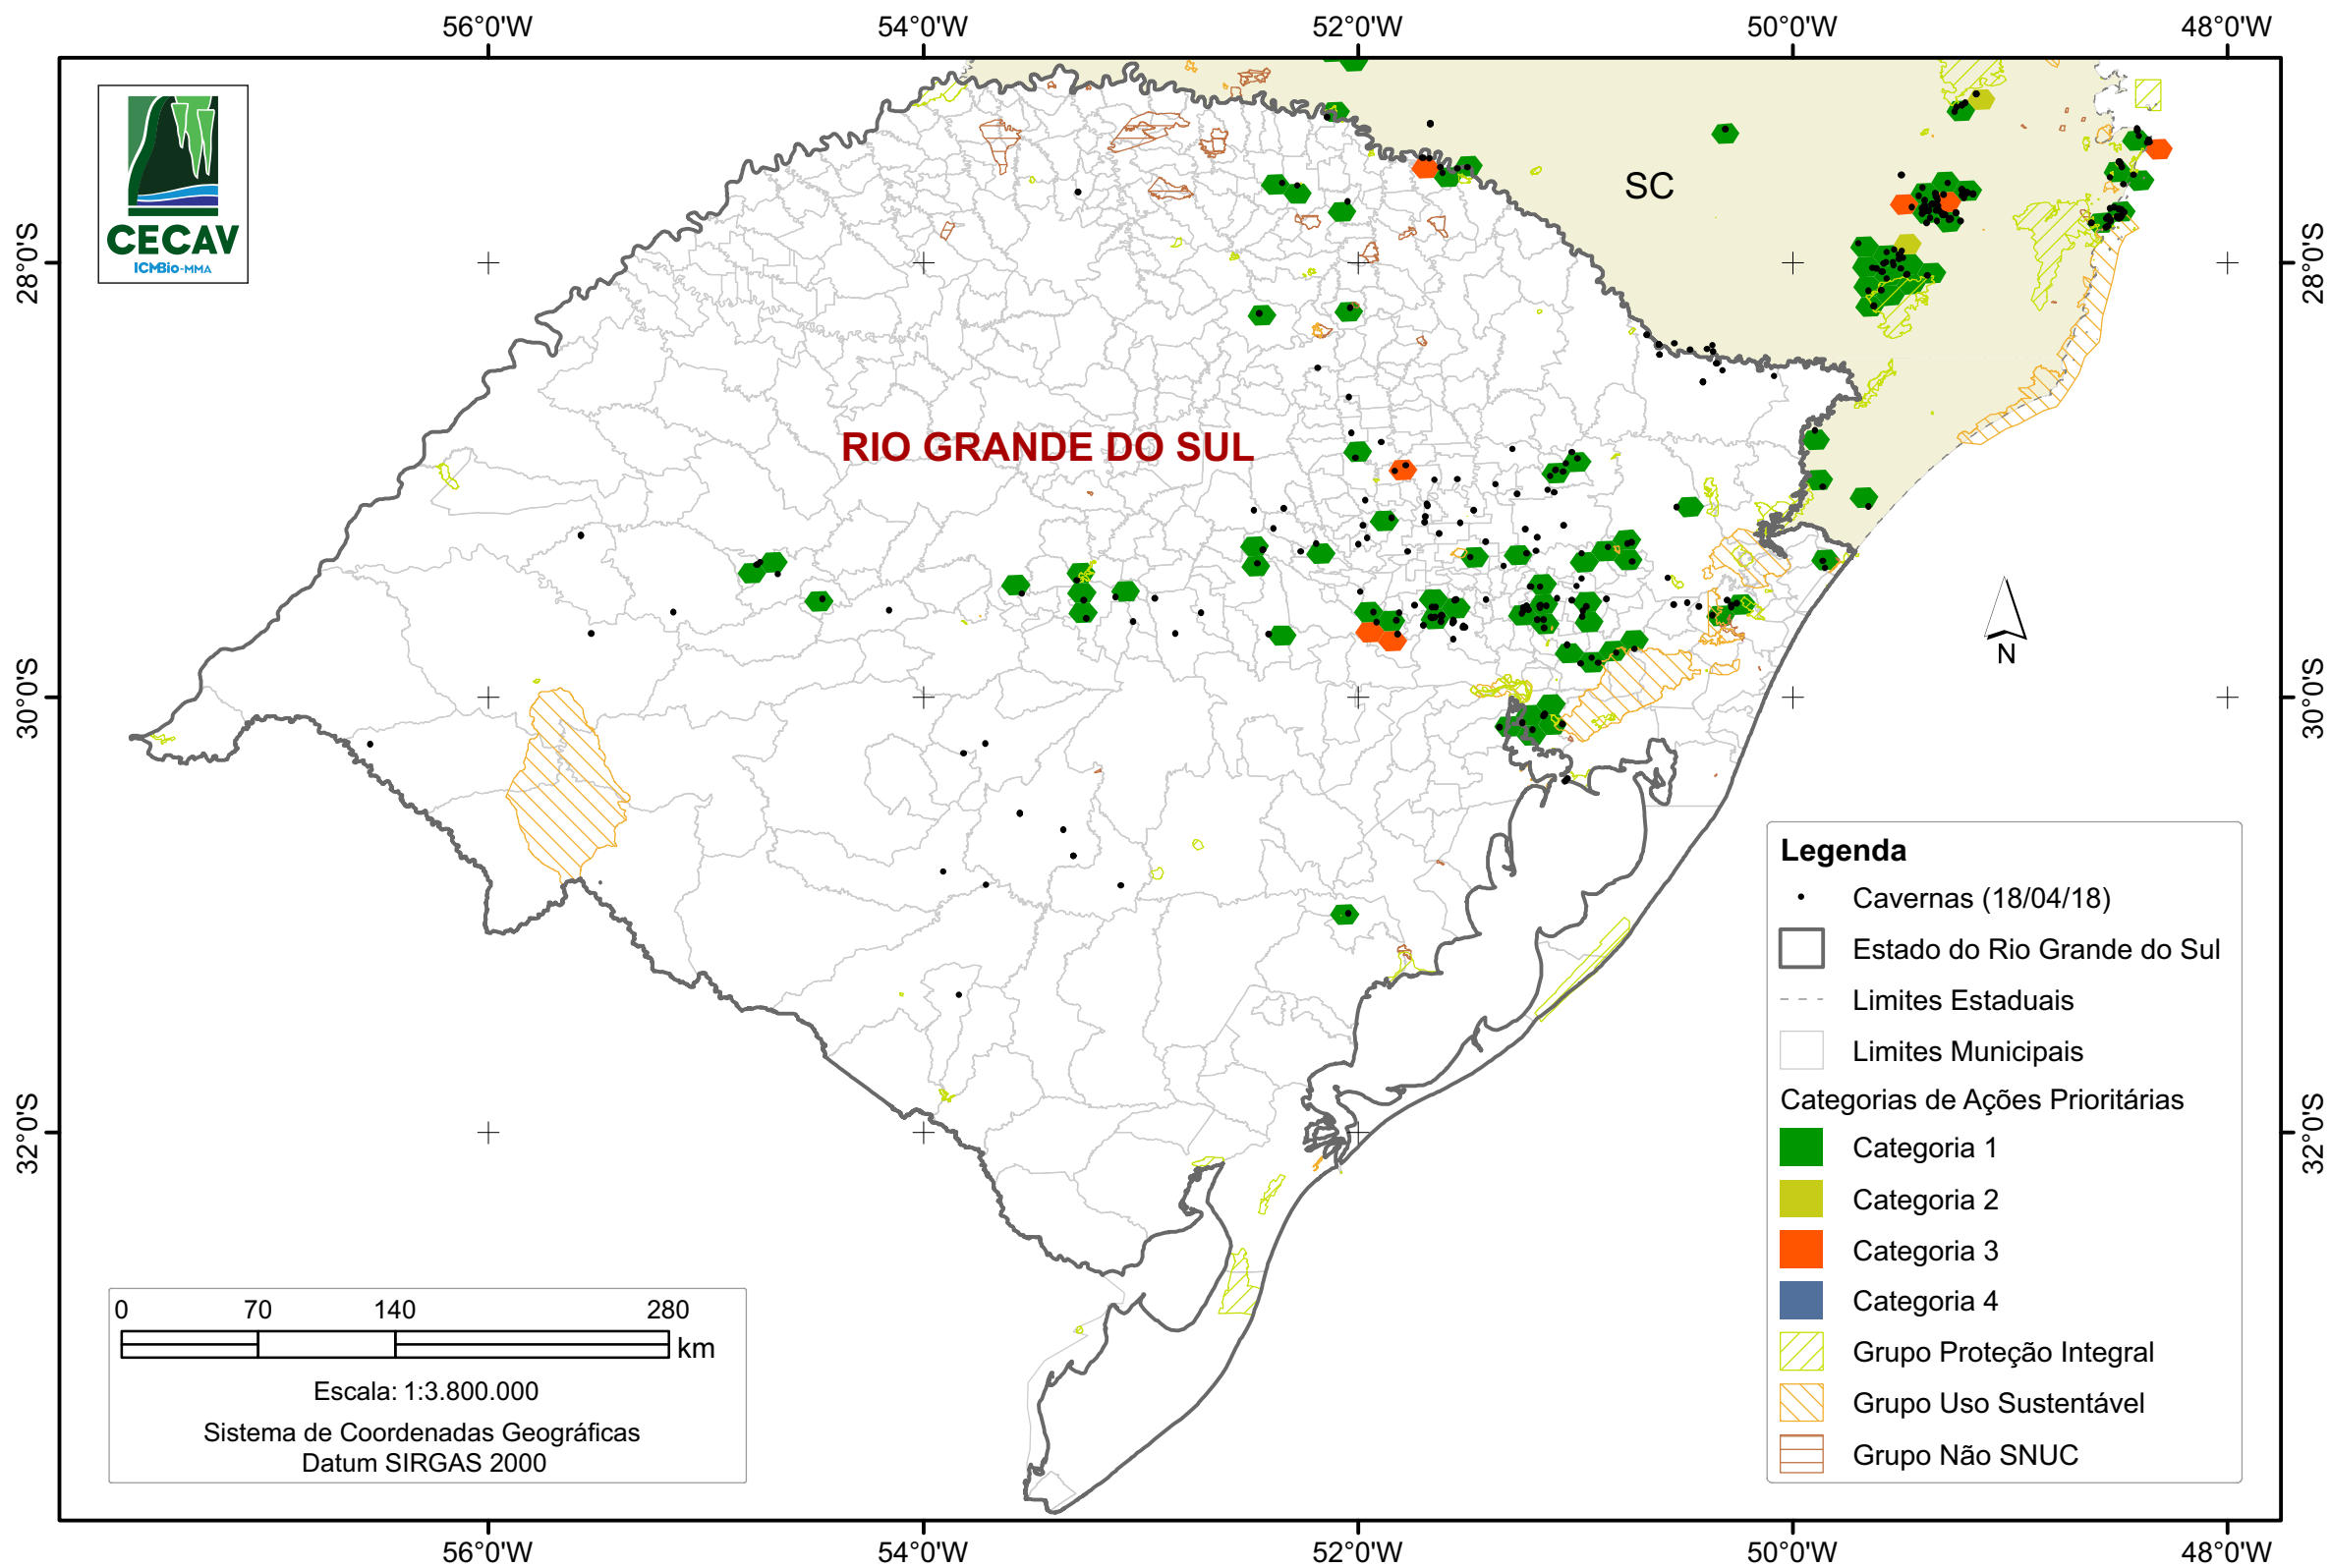 56°0'W
54°0'W
52°0'W
50°0'W
48°0'W
CECAV
ICMBio-MMA
SC
28°0'S
28°0'S
RIO GRANDE DO SUL
N
30°0'S
30°0'S
Legenda
Cavernas (18/04/18)
Estado do Rio Grande do Sul
Limites Estaduais
Limites Municipais
Categorias de Ações Prioritárias
Categoria 1
Categoria 2
Categoria 3
Categoria 4
Grupo Proteção Integral
Grupo Uso Sustentável
Grupo Não SNUC
32°0'S
32°0'S
0 70 140 280
km
Escala: 1:3.800.000
Sistema de Coordenadas Geográficas
Datum SIRGAS 2000
56°0'W
54°0'W
52°0'W
50°0'W
48°0'W